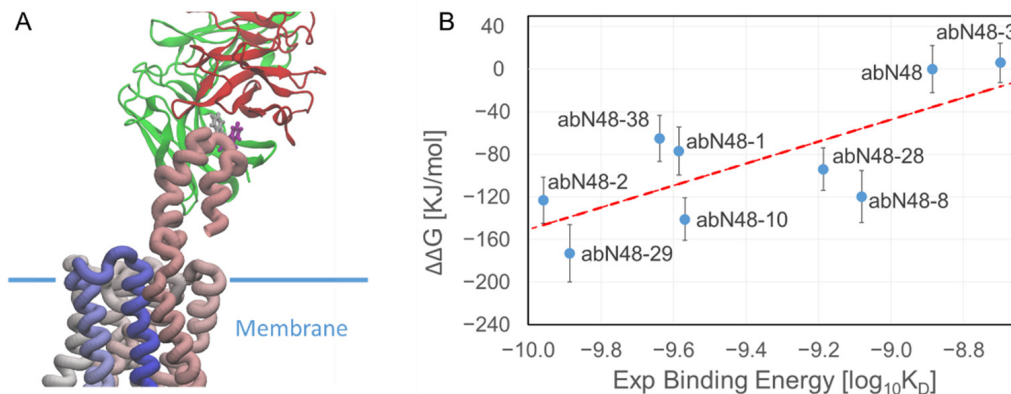 A
Membrane
B
ΔΔG [KJ/mol]
40
0
−40
−80
−120
−160
−200
−240
abN48-3
abN48
abN48-38
abN48-1
abN48-28
abN48-2
abN48-8
abN48-10
abN48-29
−10.0 −9.8 −9.6 −9.4 −9.2 −9.0 −8.8
Exp Binding Energy [log₁₀K_D]